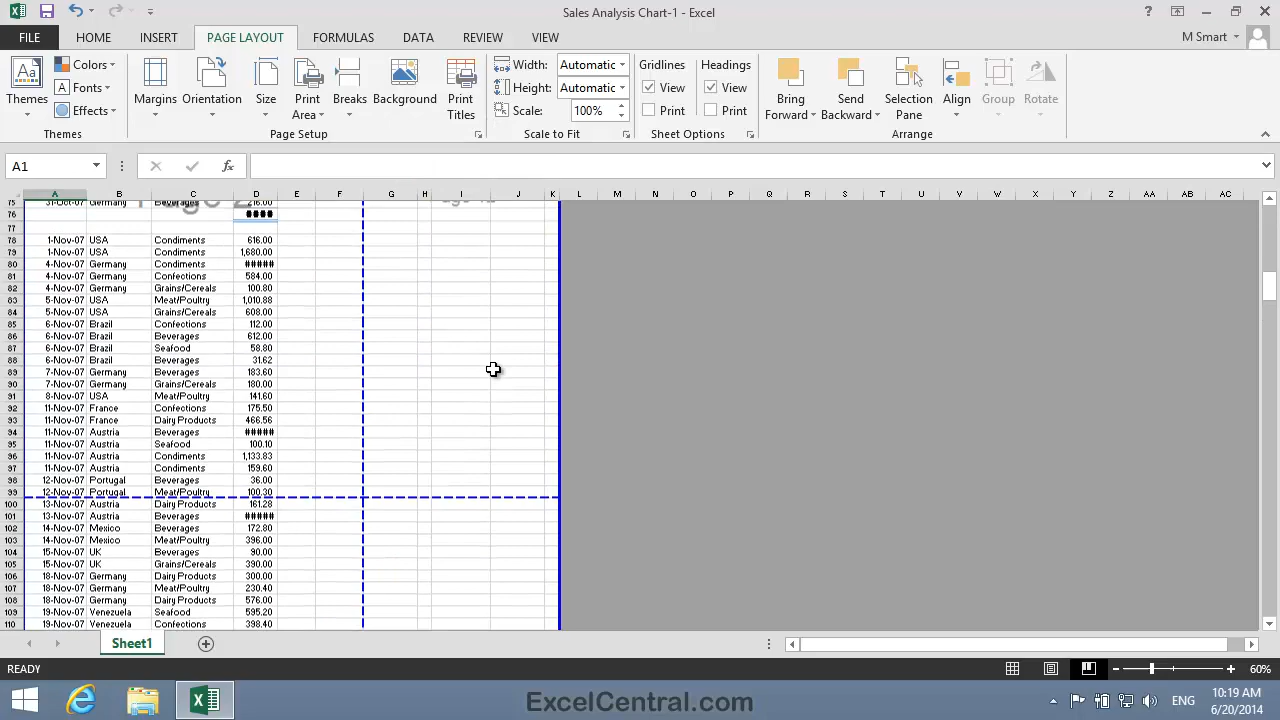 Sales Analysis Chart-1 - Excel
FILE HOME INSERT PAGE LAYOUT FORMULAS DATA REVIEW VIEW M Smart
Themes Colors Fonts Effects Margins Orientation Size Print Area Breaks Background Print Titles Width: Automatic Height: Automatic Scale: 100% Gridlines View Print Headings View Print Bring Forward Send Backward Selection Pane Align Group Rotate
Themes Page Setup Scale to Fit Sheet Options Arrange
A1 fx
A B C D E F G H I J K L M N O P Q R S T U V W X Y Z AA AB AC
75 31-Oct-07 Germany Beverages 216.00
76 ####
77
78 1-Nov-07 USA Condiments 616.00
79 1-Nov-07 USA Condiments 1,680.00
80 4-Nov-07 Germany Condiments #####
81 4-Nov-07 Germany Confections 584.00
82 4-Nov-07 Germany Grains/Cereals 100.80
83 5-Nov-07 USA Meat/Poultry 1,010.88
84 5-Nov-07 USA Grains/Cereals 608.00
85 6-Nov-07 Brazil Confections 112.00
86 6-Nov-07 Brazil Beverages 612.00
87 6-Nov-07 Brazil Seafood 58.80
88 6-Nov-07 Brazil Beverages 31.62
89 7-Nov-07 Germany Beverages 183.60
90 7-Nov-07 Germany Grains/Cereals 180.00
91 8-Nov-07 USA Meat/Poultry 141.60
92 11-Nov-07 France Confections 175.50
93 11-Nov-07 France Dairy Products 466.56
94 11-Nov-07 Austria Beverages #####
95 11-Nov-07 Austria Seafood 100.10
96 11-Nov-07 Austria Condiments 1,133.83
97 11-Nov-07 Austria Condiments 159.60
98 12-Nov-07 Portugal Beverages 36.00
99 12-Nov-07 Portugal Meat/Poultry 100.30
100 13-Nov-07 Austria Dairy Products 161.28
101 13-Nov-07 Austria Beverages #####
102 14-Nov-07 Mexico Beverages 172.80
103 14-Nov-07 Mexico Meat/Poultry 396.00
104 15-Nov-07 UK Beverages 90.00
105 15-Nov-07 UK Grains/Cereals 390.00
106 18-Nov-07 Germany Dairy Products 300.00
107 18-Nov-07 Germany Meat/Poultry 230.40
108 18-Nov-07 Germany Dairy Products 576.00
109 19-Nov-07 Venezuela Seafood 595.20
110 19-Nov-07 Venezuela Confections 398.40
Sheet1
READY 60%
ExcelCentral.com ENG 10:19 AM
6/20/2014